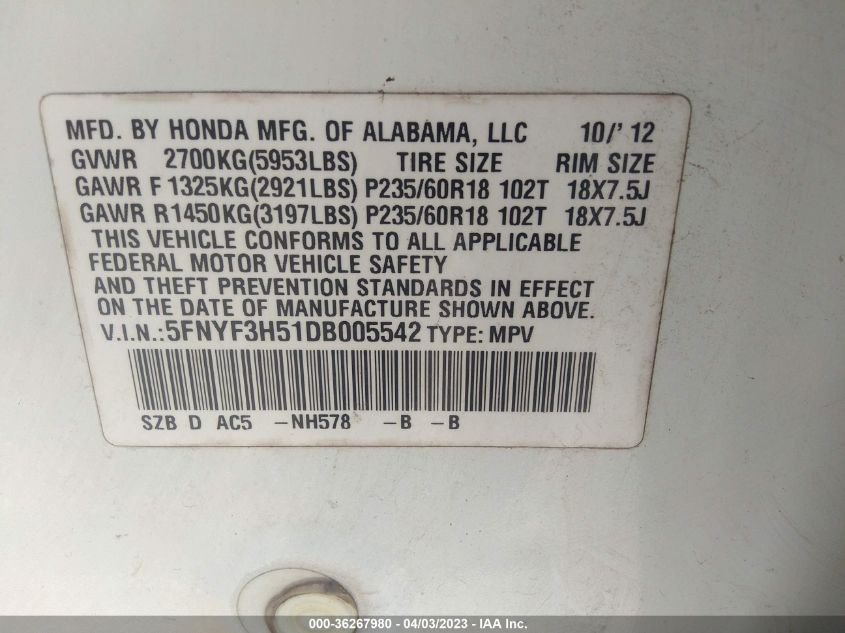 MFD. BY HONDA MFG. OF ALABAMA, LLC 10/'12
GVWR 2700KG(5953LBS) TIRE SIZE RIM SIZE
GAWR F 1325KG(2921LBS) P235/60R18 102T 18X7.5J
GAWR R1450KG(3197LBS) P235/60R18 102T 18X7.5J
THIS VEHICLE CONFORMS TO ALL APPLICABLE
FEDERAL MOTOR VEHICLE SAFETY
AND THEFT PREVENTION STANDARDS IN EFFECT
ON THE DATE OF MANUFACTURE SHOWN ABOVE.
V.I.N.:5FNYF3H51DB005542 TYPE: MPV
SZB D AC5 -NH578 -B -B
000-36267980 - 04/03/2023 - IAA Inc.